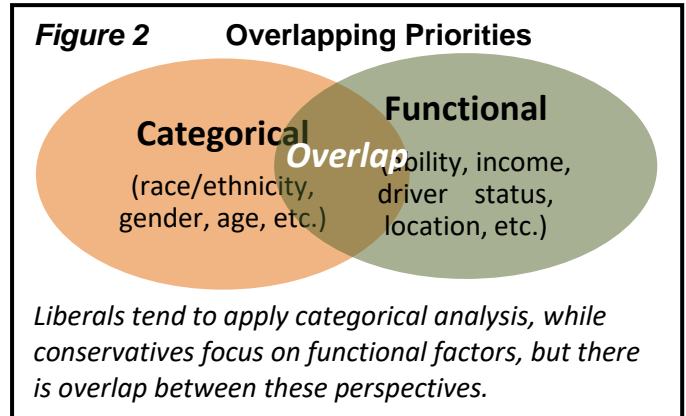 Figure 2 Overlapping Priorities
Categorical
(race/ethnicity,
gender, age, etc.)
Overlap
Functional
(ability, income,
driver status,
location, etc.)
Liberals tend to apply categorical analysis, while
conservatives focus on functional factors, but there
is overlap between these perspectives.